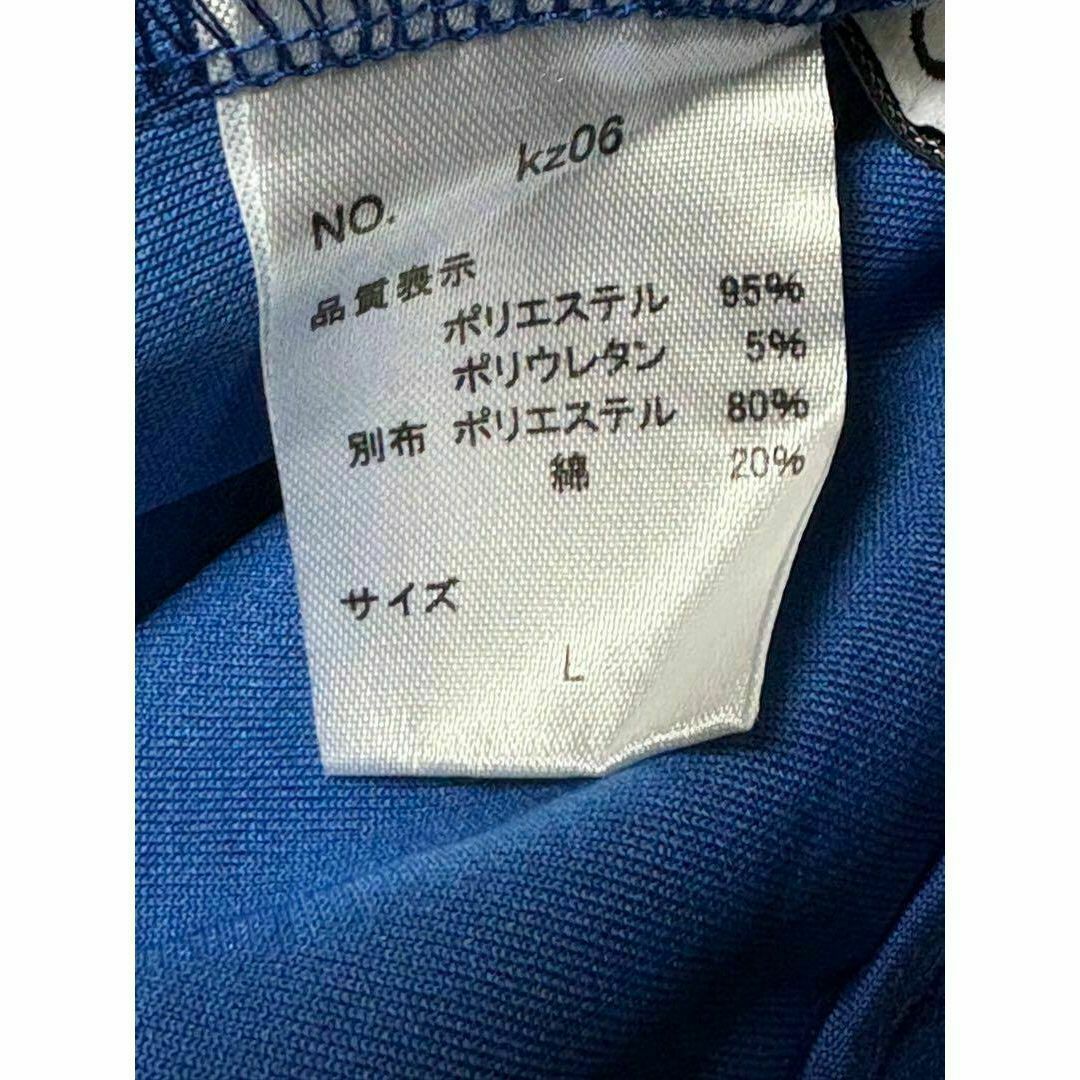 NO. kz06
品質表示
ポリエステル 95%
ポリウレタン 5%
別布 ポリエステル 80%
綿 20%
サイズ
L